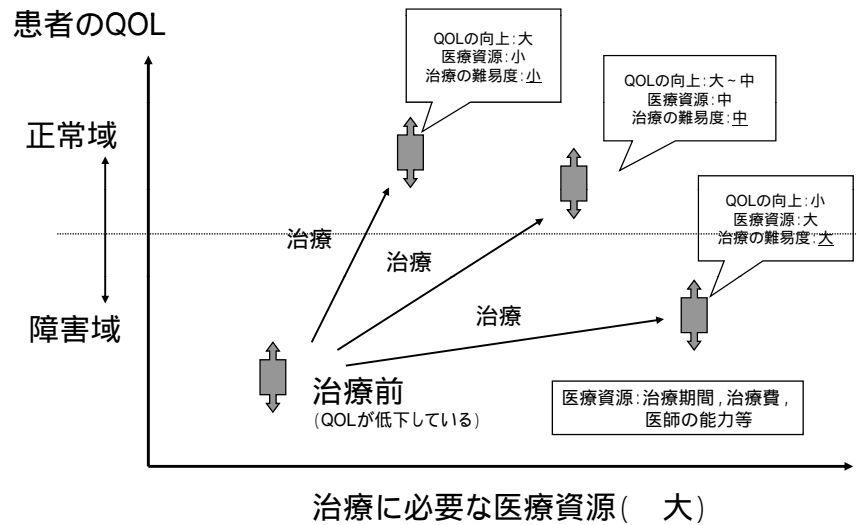 患者のQOL
QOLの向上:大
医療資源:小
治療の難易度:小
QOLの向上:大~中
医療資源:中
治療の難易度:中
正常域
QOLの向上:小
医療資源:大
治療の難易度:大
治療
治療
治療
障害域
治療前
(QOLが低下している)
医療資源:治療期間,治療費,
医師の能力等
治療に必要な医療資源( 大)